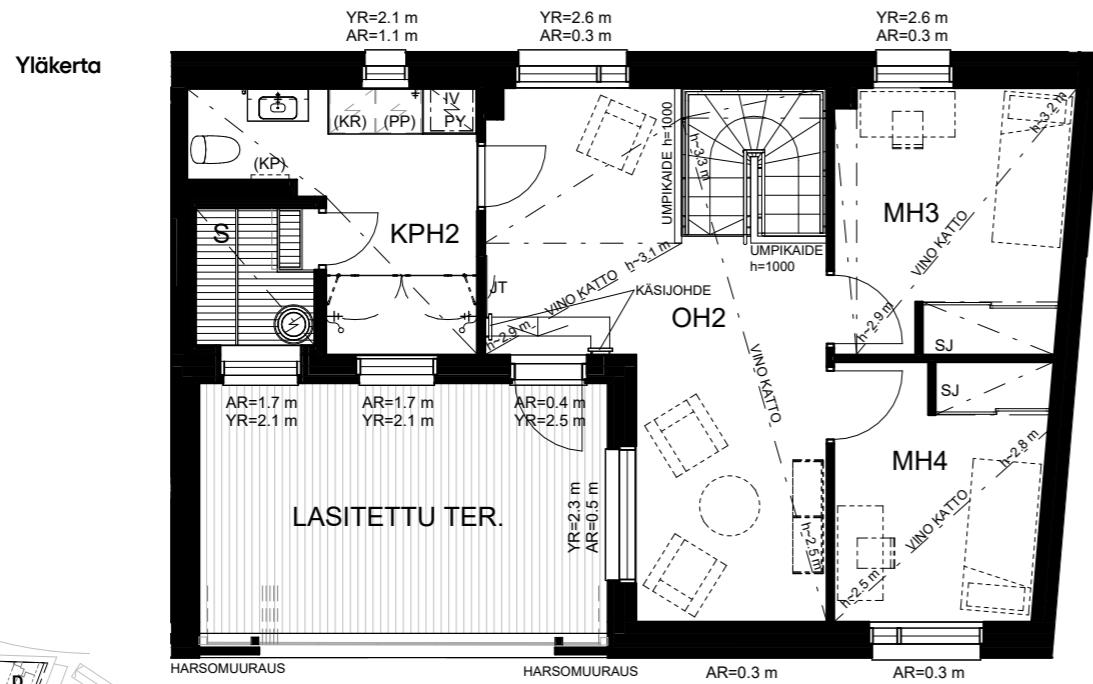 Yläkerta
YR=2.1 m
AR=1.1 m
YR=2.6 m
AR=0.3 m
YR=2.6 m
AR=0.3 m
(KR)
(PP)
IV
PY
(KP)
S
KPH2
JT
UMPIKAIDE h=1000
h~3.3 m
UMPIKAIDE
h=1000
h~3.1 m
VINO KATTO
h~2.9 m
KÄSIJOHDE
OH2
VINO KATTO
h~2.5 m
MH3
h~3.2 m
VINO KATTO
h~2.9 m
SJ
SJ
MH4
h~2.8 m
VINO KATTO
h~2.5 m
AR=1.7 m
YR=2.1 m
AR=1.7 m
YR=2.1 m
AR=0.4 m
YR=2.5 m
YR=2.3 m
AR=0.5 m
LASITETTU TER.
HARSOMUURAUS
HARSOMUURAUS
AR=0.3 m
AR=0.3 m